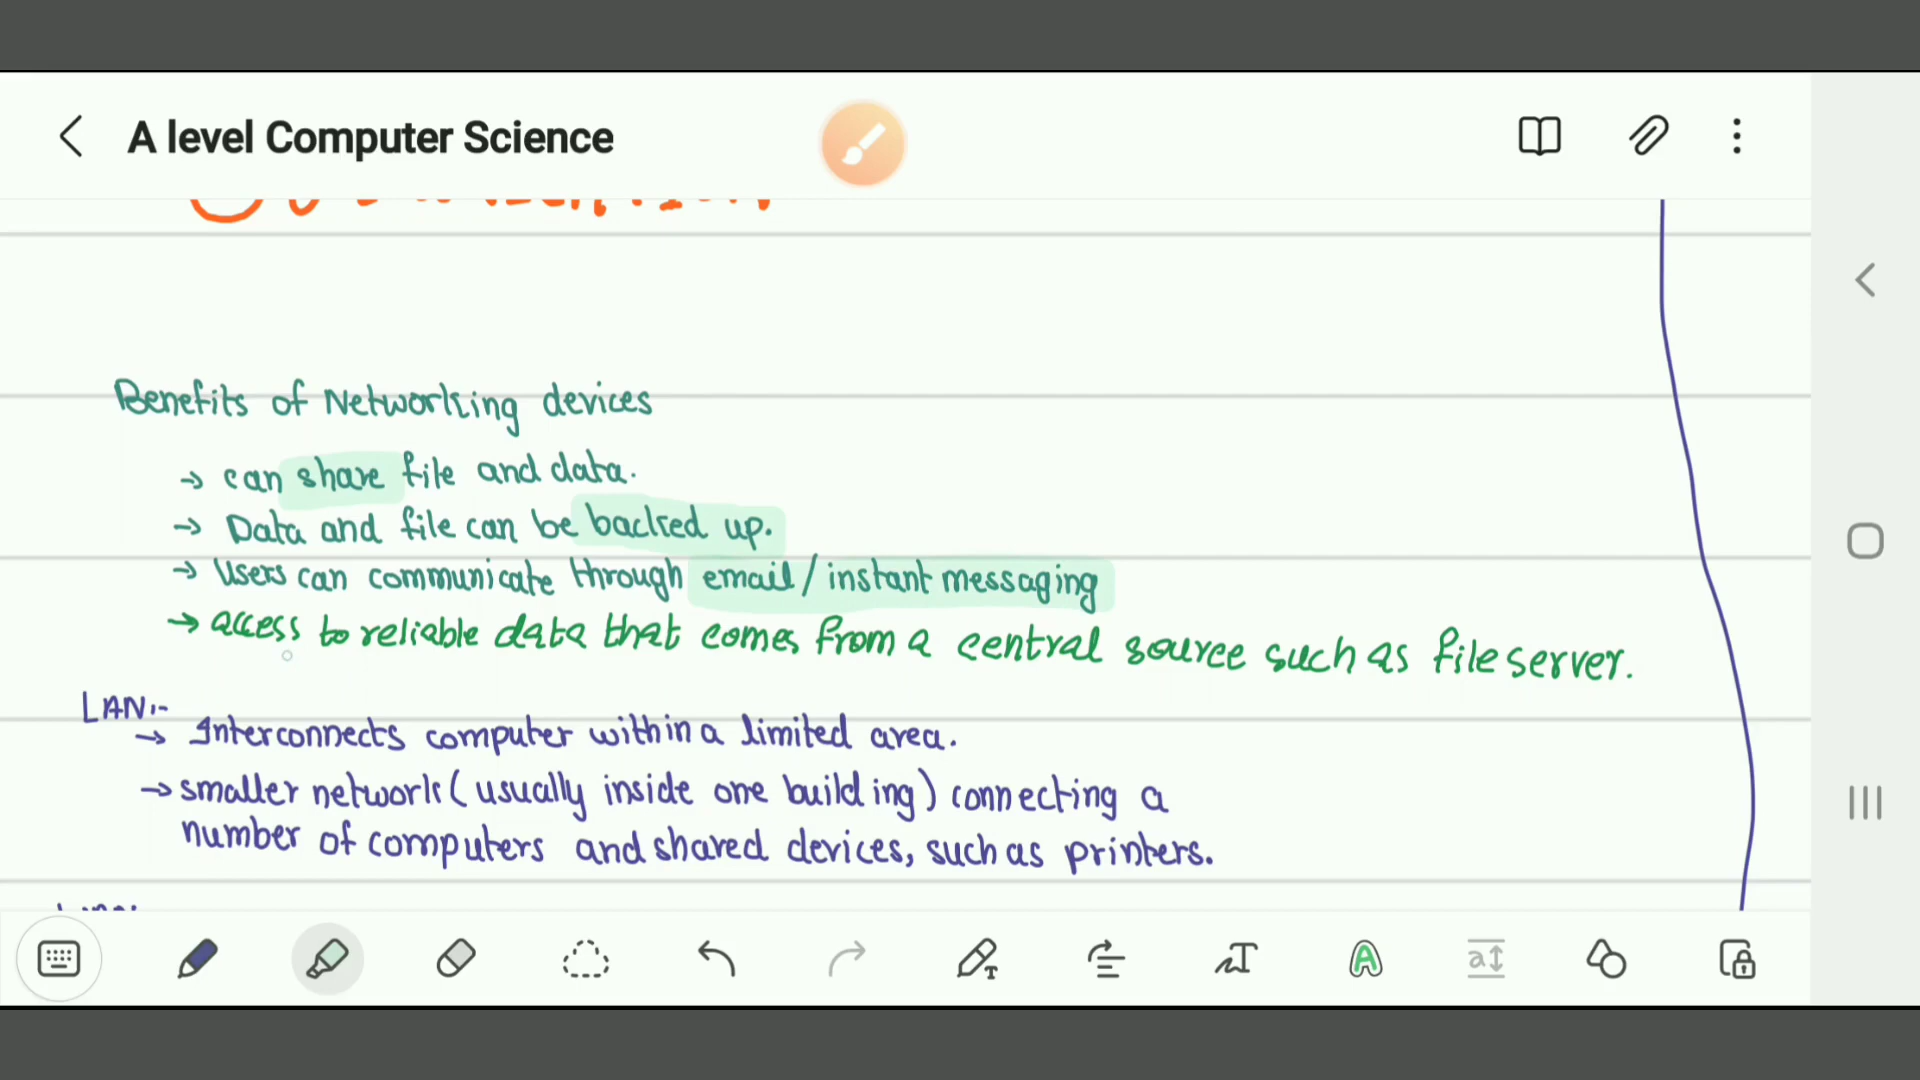 A level Computer Science
Benefits of Networking devices
→ can share file and data.
→ Data and file can be backed up.
→ Users can communicate through email / instant messaging
→ access to reliable data that comes from a central source such as file server.
LAN:-
→ Interconnects computer within a limited area.
→ smaller network (usually inside one building) connecting a
number of computers and shared devices, such as printers.